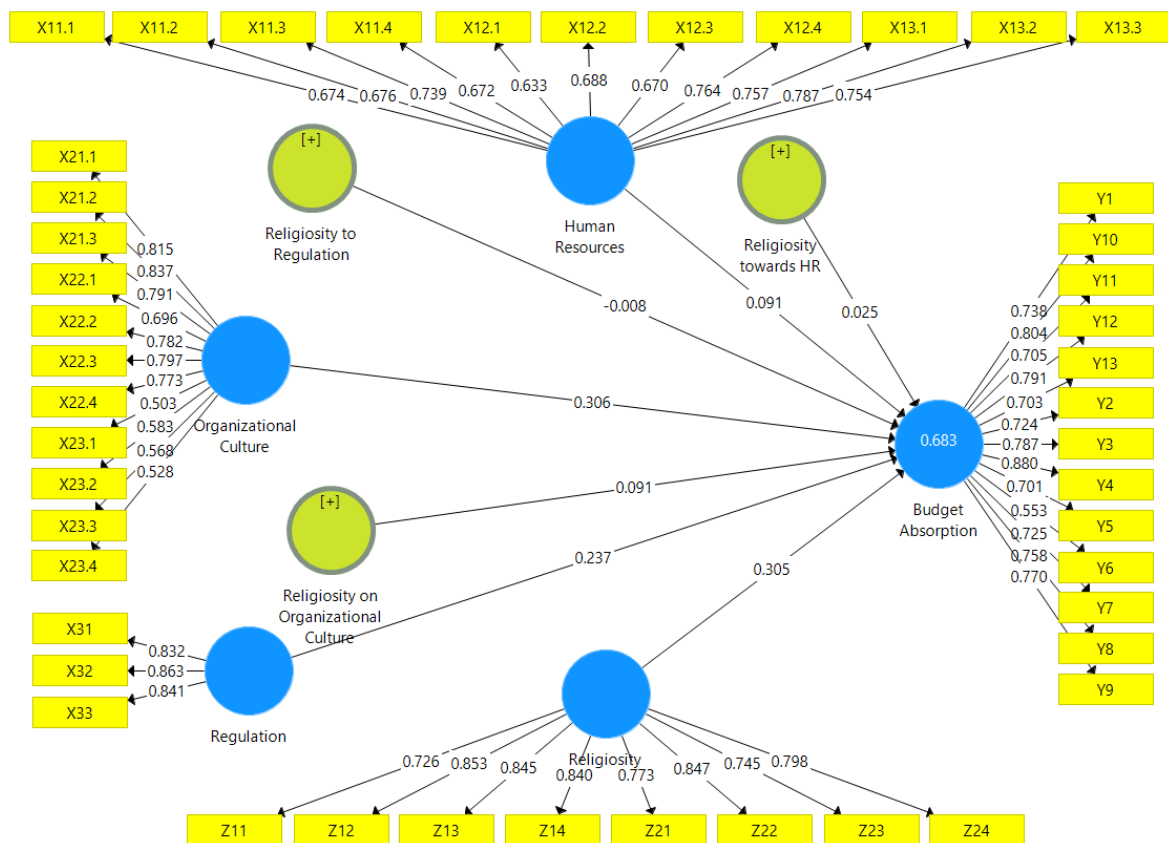 X11.1 X11.2 X11.3 X11.4 X12.1 X12.2 X12.3 X12.4 X13.1 X13.2 X13.3
0.674 0.676 0.739 0.672 0.633 0.688 0.670 0.764 0.757 0.787 0.754
[+]
Religiosity to
Regulation
Human
Resources
[+]
Religiosity
towards HR
-0.008
0.091
0.025
X21.1
X21.2
X21.3
X22.1
X22.2
X22.3
X22.4
X23.1
X23.2
X23.3
X23.4
0.815
0.837
0.791
0.696
0.782
0.797
0.773
0.503
0.583
0.568
0.528
Organizational
Culture
0.306
[+]
Religiosity on
Organizational
Culture
0.091
0.237
0.305
0.683
Budget
Absorption
0.738
0.804
0.705
0.791
0.703
0.724
0.787
0.880
0.701
0.553
0.725
0.758
0.770
Y1
Y10
Y11
Y12
Y13
Y2
Y3
Y4
Y5
Y6
Y7
Y8
Y9
X31
X32
X33
0.832
0.863
0.841
Regulation
Religiosity
0.726 0.853 0.845 0.840 0.773 0.847 0.745 0.798
Z11 Z12 Z13 Z14 Z21 Z22 Z23 Z24